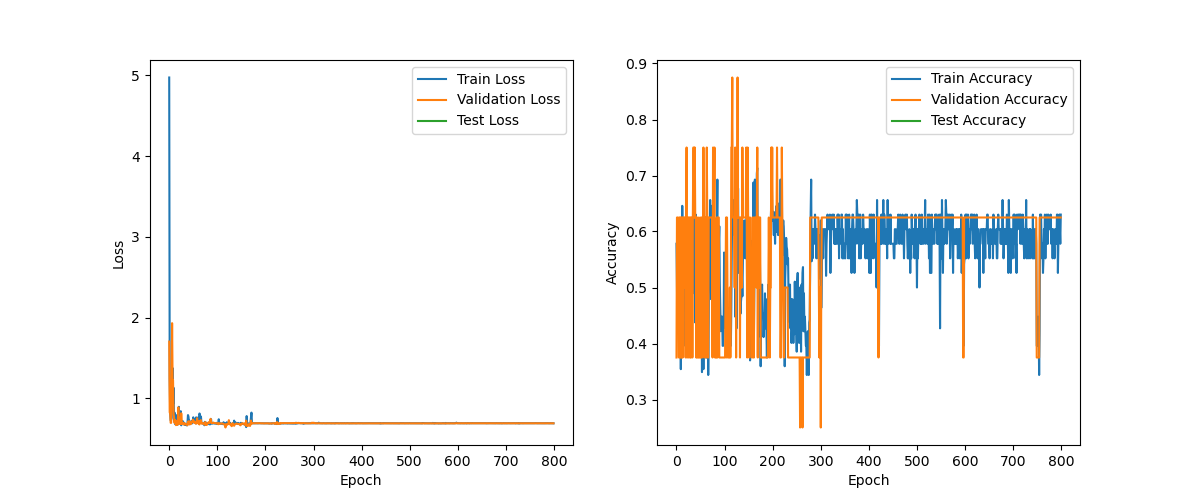 Loss
5
4
3
2
1
0 100 200 300 400 500 600 700 800
Epoch
Train Loss
Validation Loss
Test Loss
Accuracy
0.9
0.8
0.7
0.6
0.5
0.4
0.3
0 100 200 300 400 500 600 700 800
Epoch
Train Accuracy
Validation Accuracy
Test Accuracy